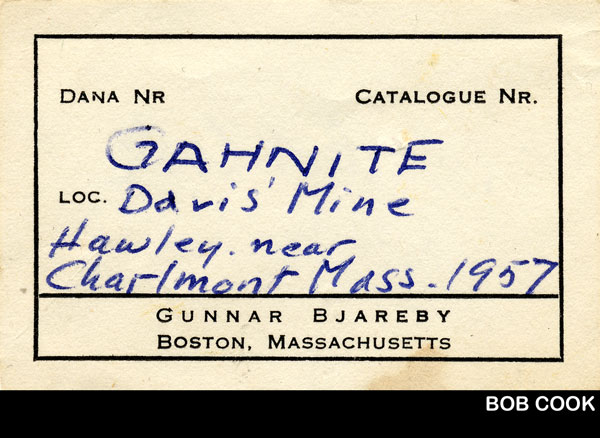 DANA NR CATALOGUE NR.
GAHNITE
LOC. Davis' Mine
Hawley. near
Charlmont Mass. 1957
GUNNAR BJAREBY
BOSTON, MASSACHUSETTS
BOB COOK